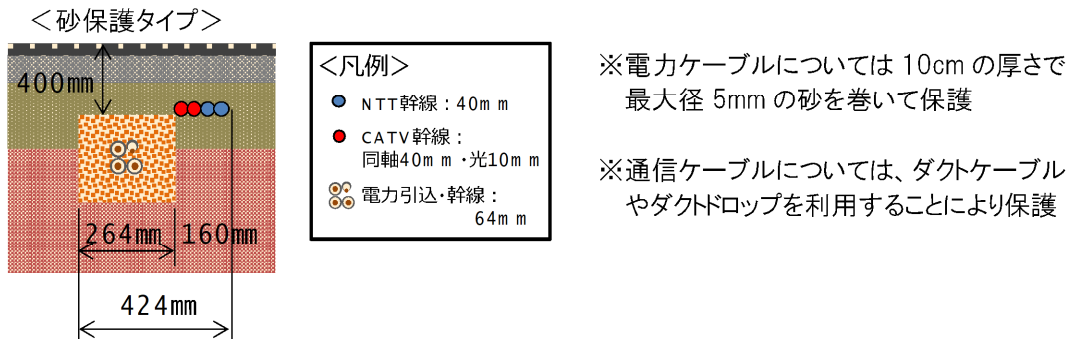 ＜砂保護タイプ＞
400mm
264mm
160mm
424mm
＜凡例＞
NTT幹線：40mm
CATV幹線：
同軸40mm・光10mm
電力引込・幹線：
64mm
※電力ケーブルについては 10cm の厚さで
最大径 5mm の砂を巻いて保護
※通信ケーブルについては、ダクトケーブル
やダクトドロップを利用することにより保護